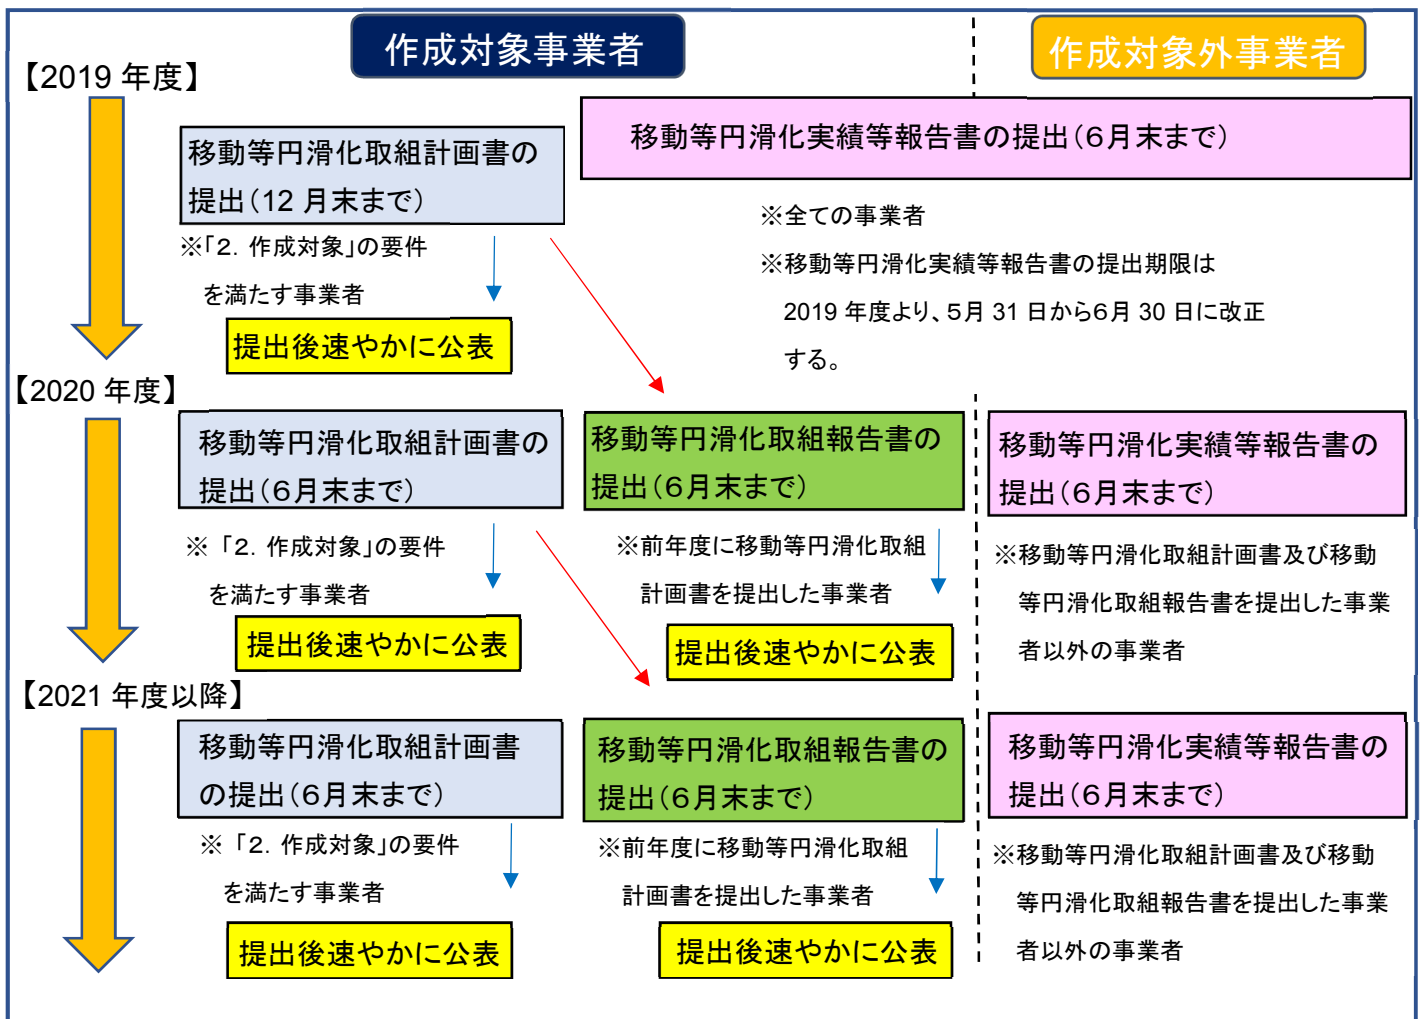 作成対象事業者
作成対象外事業者
【2019 年度】
移動等円滑化取組計画書の
提出（12 月末まで）
移動等円滑化実績等報告書の提出（６月末まで）
※「２．作成対象」の要件
を満たす事業者
提出後速やかに公表
※全ての事業者
※移動等円滑化実績等報告書の提出期限は
2019 年度より、５月 31 日から６月 30 日に改正
する。
【2020 年度】
移動等円滑化取組計画書の
提出（６月末まで）
※ 「２．作成対象」の要件
を満たす事業者
提出後速やかに公表
移動等円滑化取組報告書の
提出（６月末まで）
※前年度に移動等円滑化取組
計画書を提出した事業者
提出後速やかに公表
移動等円滑化実績等報告書の
提出（６月末まで）
※移動等円滑化取組計画書及び移動
等円滑化取組報告書を提出した事業
者以外の事業者
【2021 年度以降】
移動等円滑化取組計画書
の提出（６月末まで）
※ 「２．作成対象」の要件
を満たす事業者
提出後速やかに公表
移動等円滑化取組報告書の
提出（６月末まで）
※前年度に移動等円滑化取組
計画書を提出した事業者
提出後速やかに公表
移動等円滑化実績等報告書の
提出（６月末まで）
※移動等円滑化取組計画書及び移動
等円滑化取組報告書を提出した事業
者以外の事業者